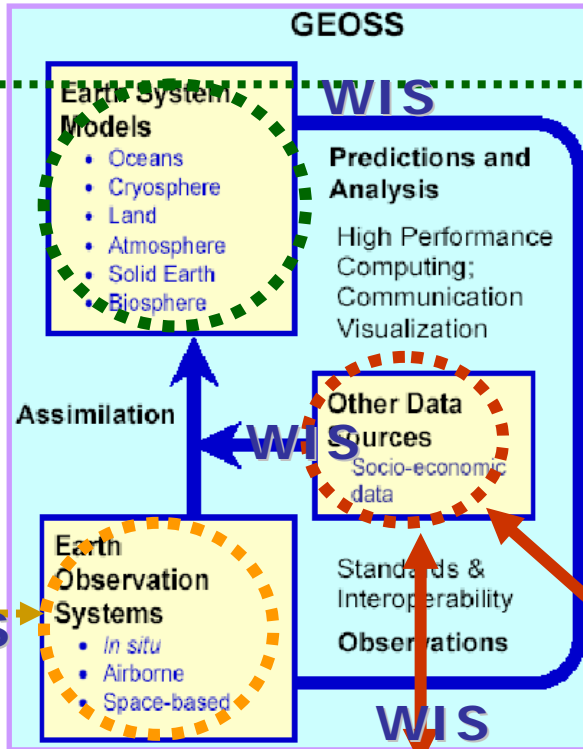 GEOSS
Earth System
Models
• Oceans
• Cryosphere
• Land
• Atmosphere
• Solid Earth
• Biosphere
WIS
Predictions and
Analysis
High Performance
Computing;
Communication
Visualization
Assimilation
WIS
Other Data
Sources
Socio-economic
data
Earth
Observation
Systems
• In situ
• Airborne
• Space-based
S
Standards &
Interoperability
Observations
WIS